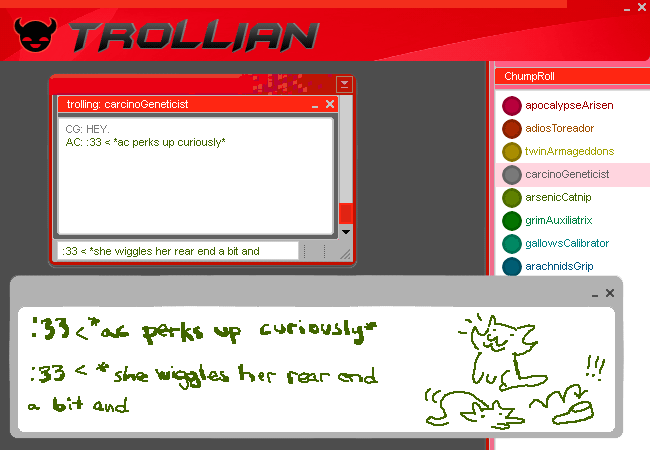 TROLLIAN
ChumpRoll
trolling: carcinoGeneticist
CG: HEY.
AC: :33 < *ac perks up curiously*
:33 < *she wiggles her rear end a bit and
apocalypseArisen
adiosToreador
twinArmageddons
carcinoGeneticist
arsenicCatnip
grimAuxiliatrix
gallowsCalibrator
arachnidsGrip
:33 < *ac perks up curiously*
:33 < * she wiggles her rear end
a bit and
!!!